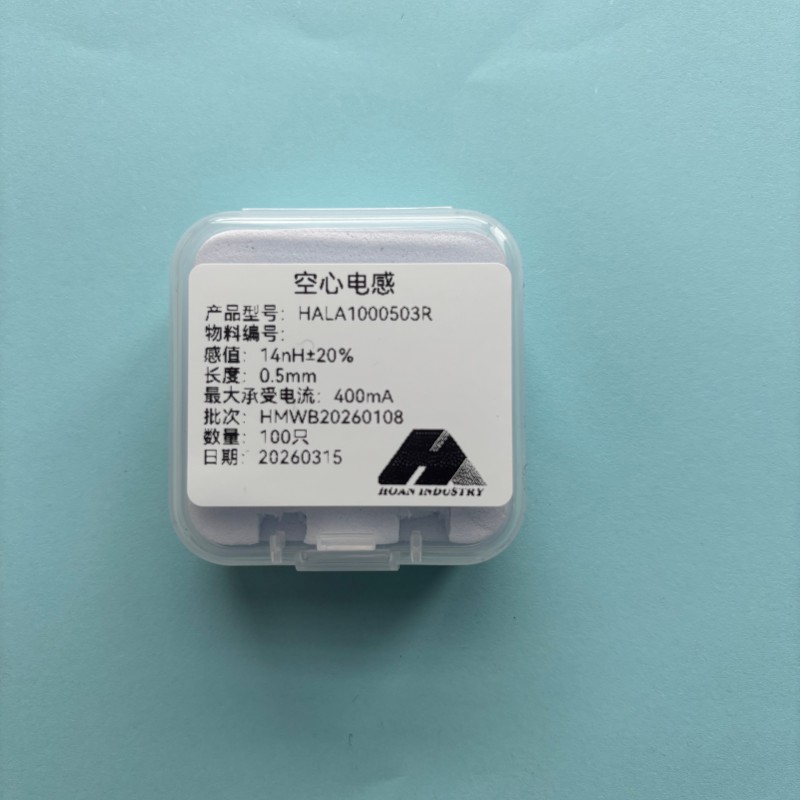 空心电感
产品型号: HALA1000503R
物料编号:
感值: 14nH±20%
长度: 0.5mm
最大承受电流: 400mA
批次: HMWB20260108
数量: 100只
日期: 20260315
HOAN INDUSTRY